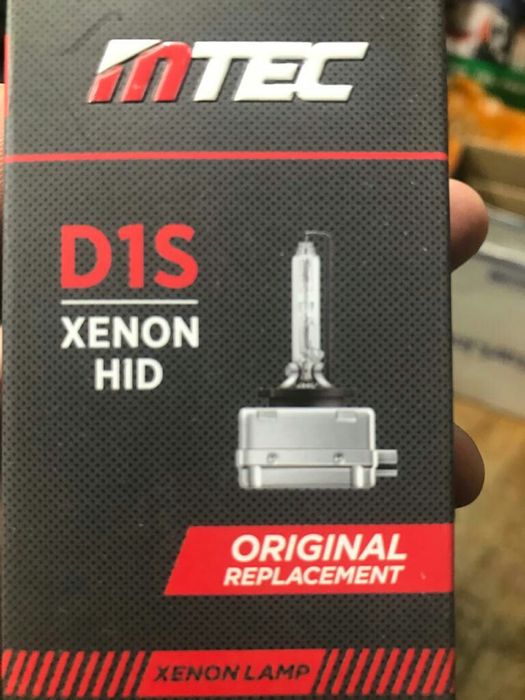 MTEC
D1S
XENON
HID
ORIGINAL
REPLACEMENT
XENON LAMP